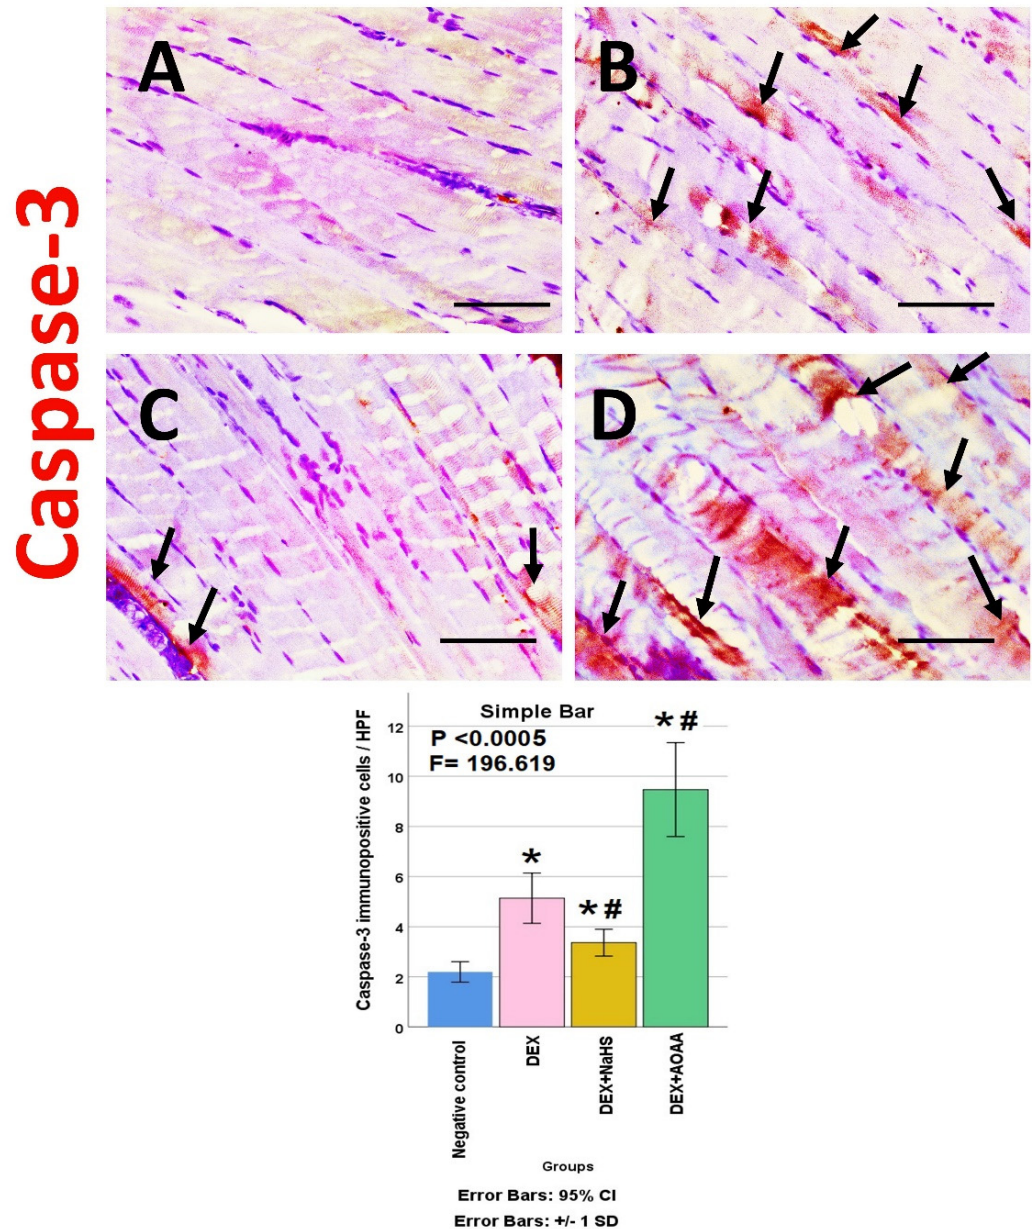 Caspase-3
A
B
C
D
Simple Bar
P <0.0005
F= 196.619
Caspase-3 immunopositive cells / HPF
12
10
8
6
4
2
0
*
*#
*#
Negative control
DEX
DEX+NaHS
DEX+AOAA
Groups
Error Bars: 95% CI
Error Bars: +/- 1 SD